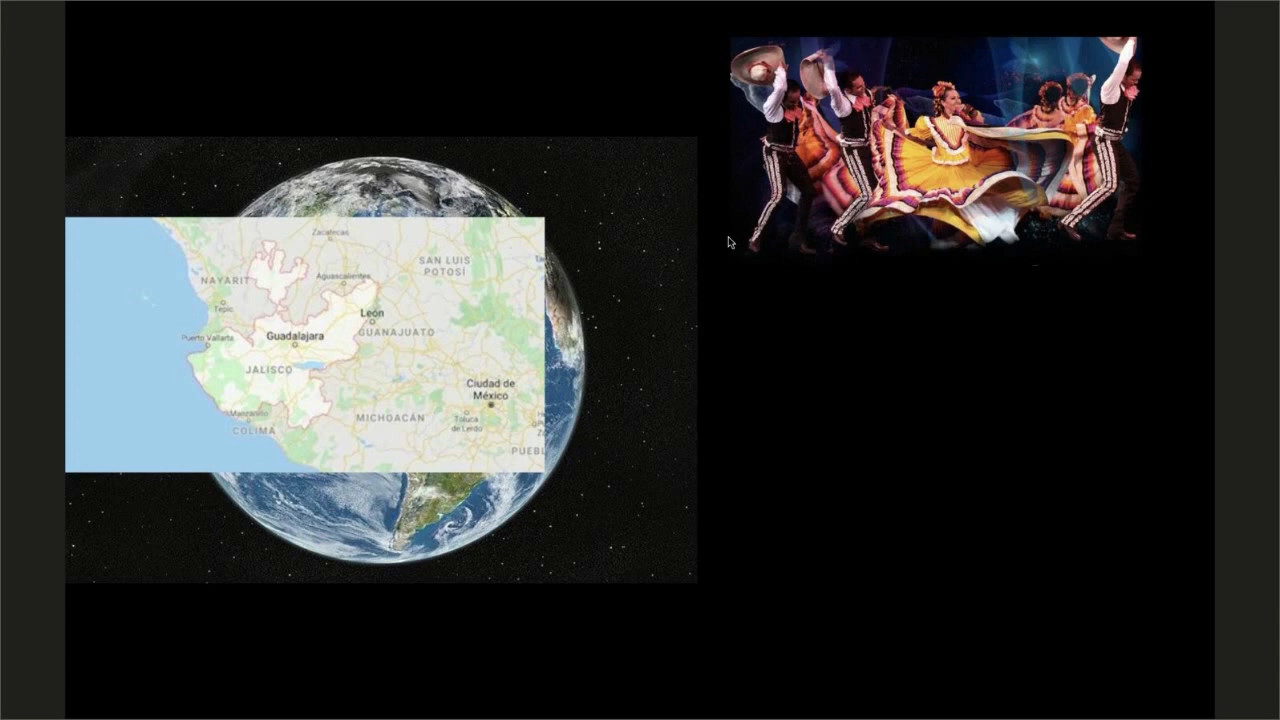 Zacatecas
SAN LUIS
POTOSÍ
NAYARIT
Aguascalientes
Tepic
León
Puerto Vallarta
Guadalajara
GUANAJUATO
JALISCO
Ciudad de
México
Manzanillo
MICHOACÁN
Toluca
de Lerdo
COLIMA
PUEBL